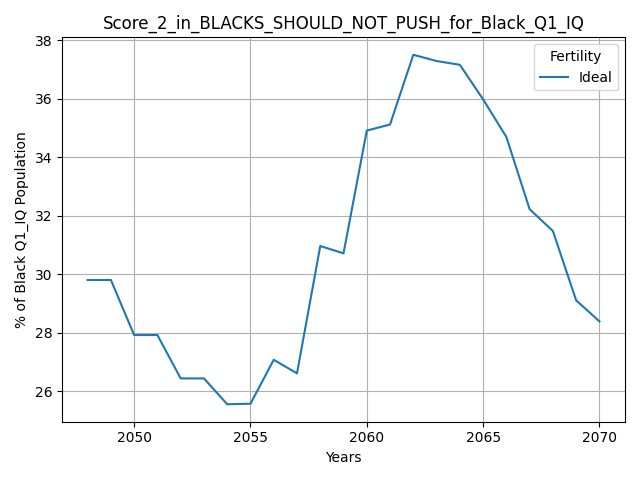 Score_2_in_BLACKS_SHOULD_NOT_PUSH_for_Black_Q1_IQ
Fertility
Ideal
% of Black Q1_IQ Population
38
36
34
32
30
28
26
2050
2055
2060
2065
2070
Years